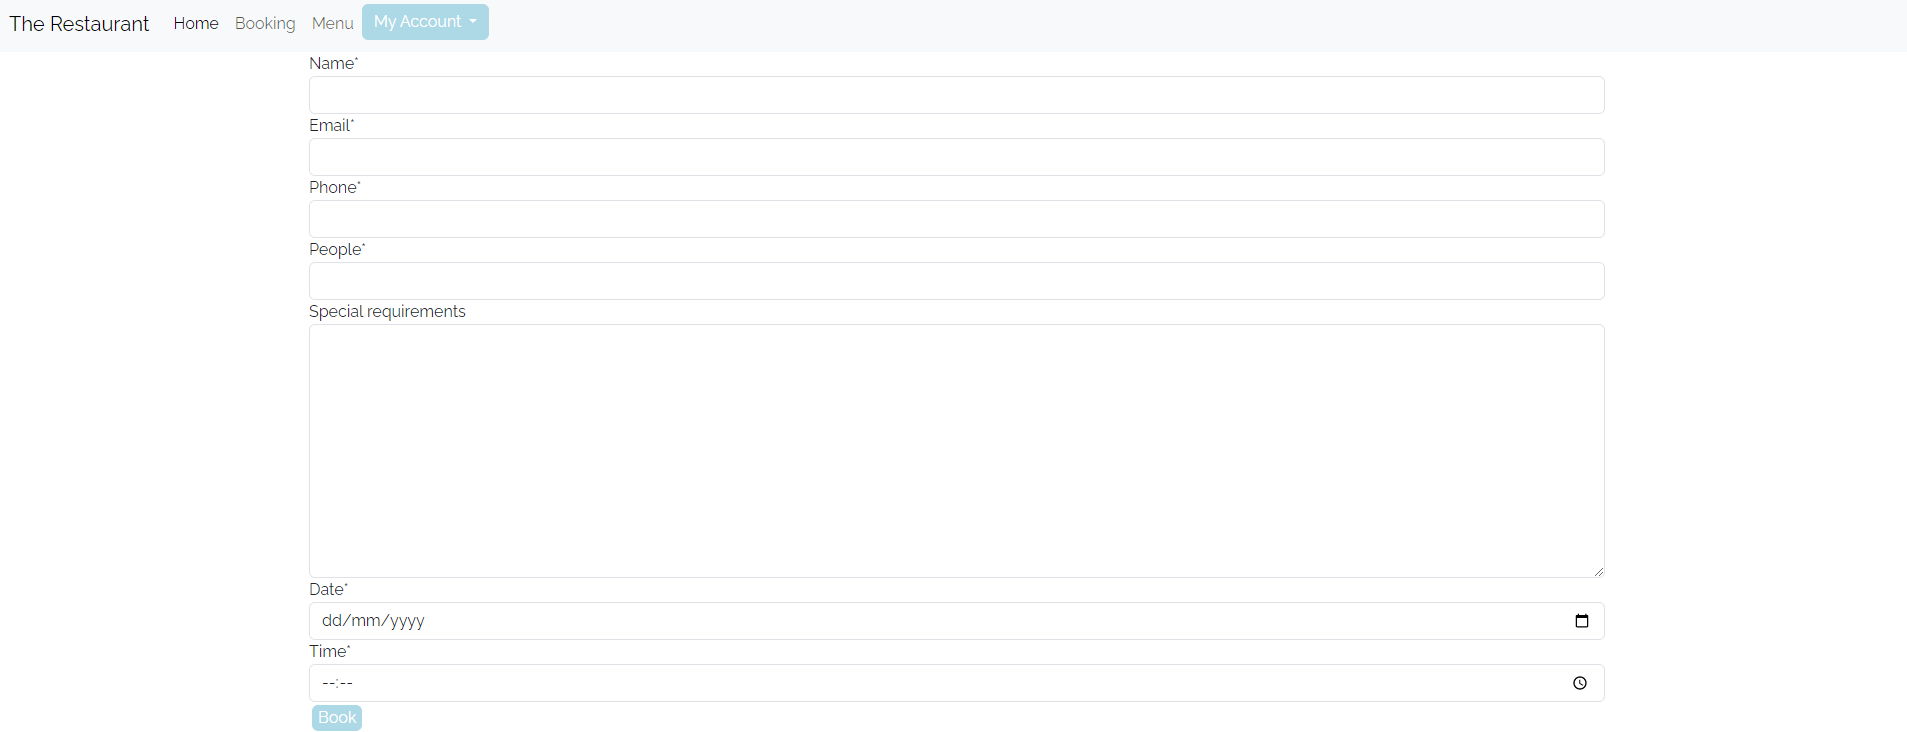 The Restaurant Home Booking Menu My Account
Name*
Email*
Phone*
People*
Special requirements
Date*
dd/mm/yyyy
Time*
--:--
Book